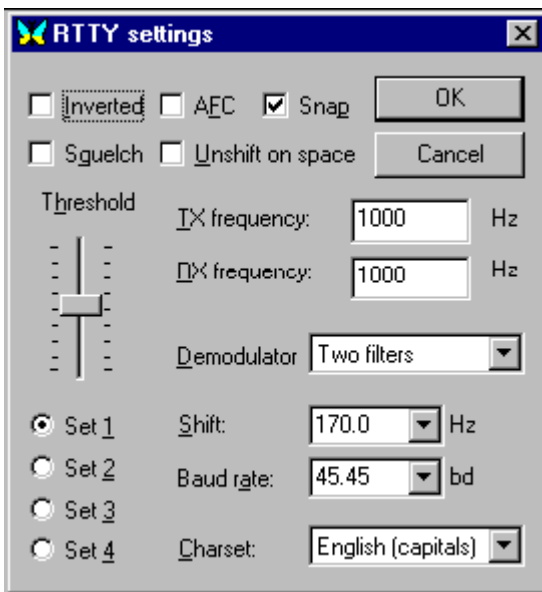 RTTY settings
Inverted AFC Snap OK
Squelch Unshift on space Cancel
Threshold
TX frequency: 1000 Hz
DX frequency: 1000 Hz
Demodulator Two filters
Set 1 Shift: 170.0 Hz
Set 2 Baud rate: 45.45 bd
Set 3
Set 4 Charset: English (capitals)